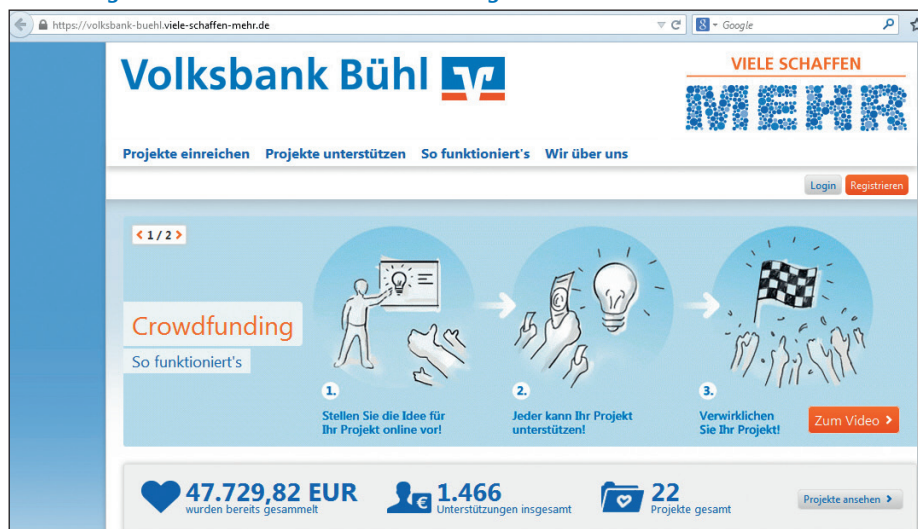 https://volksbank-buehl.viele-schaffen-mehr.de
Google
Volksbank Bühl
VIELE SCHAFFEN
MEHR
Projekte einreichen Projekte unterstützen So funktioniert's Wir über uns
Login Registrieren
< 1 / 2 >
Crowdfunding
So funktioniert's
1.
Stellen Sie die Idee für
Ihr Projekt online vor!
2.
Jeder kann Ihr Projekt
unterstützen!
3.
Verwirklichen
Sie Ihr Projekt!
Zum Video >
47.729,82 EUR
wurden bereits gesammelt
1.466
Unterstützungen insgesamt
22
Projekte gesamt
Projekte ansehen >